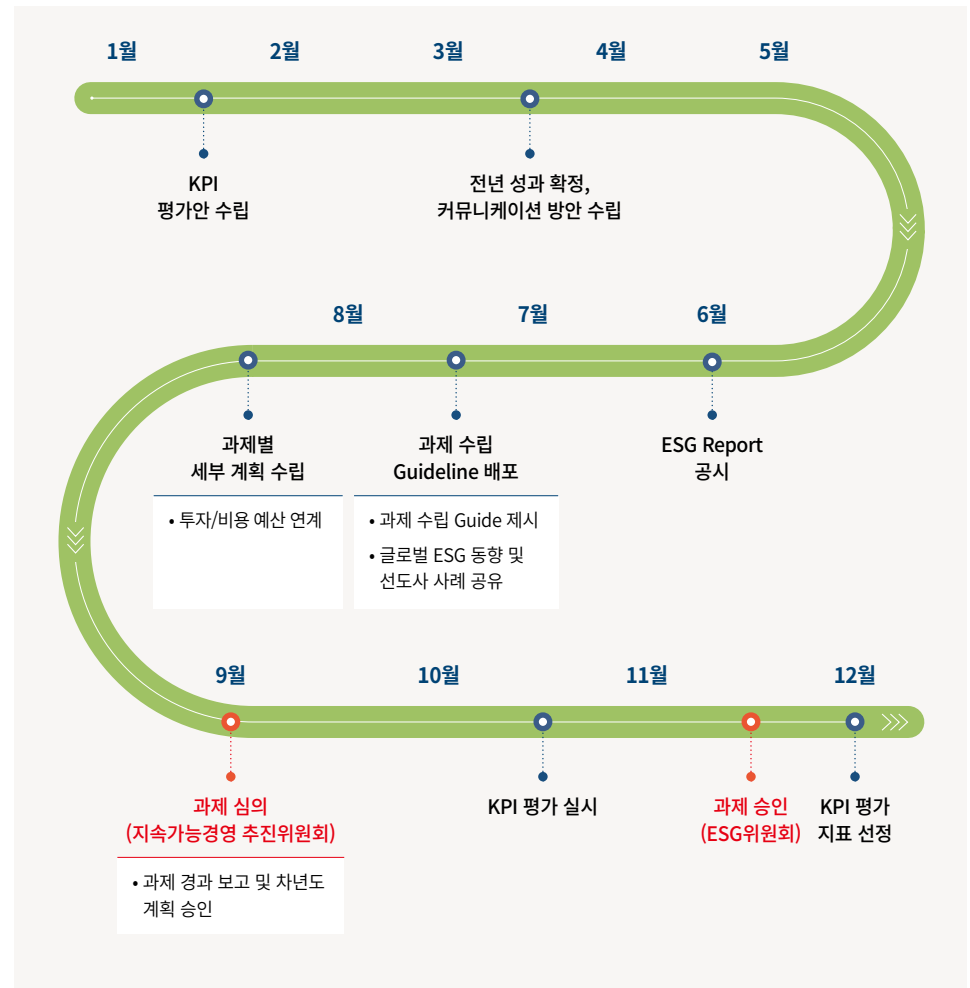 1월
2월
3월
4월
5월
KPI
평가안 수립
전년 성과 확정,
커뮤니케이션 방안 수립
8월
7월
6월
과제별
세부 계획 수립
• 투자/비용 예산 연계
과제 수립
Guideline 배포
• 과제 수립 Guide 제시
• 글로벌 ESG 동향 및
선도사 사례 공유
ESG Report
공시
9월
10월
11월
12월
과제 심의
(지속가능경영 추진위원회)
• 과제 경과 보고 및 차년도
계획 승인
KPI 평가 실시
과제 승인
(ESG위원회)
KPI 평가
지표 선정